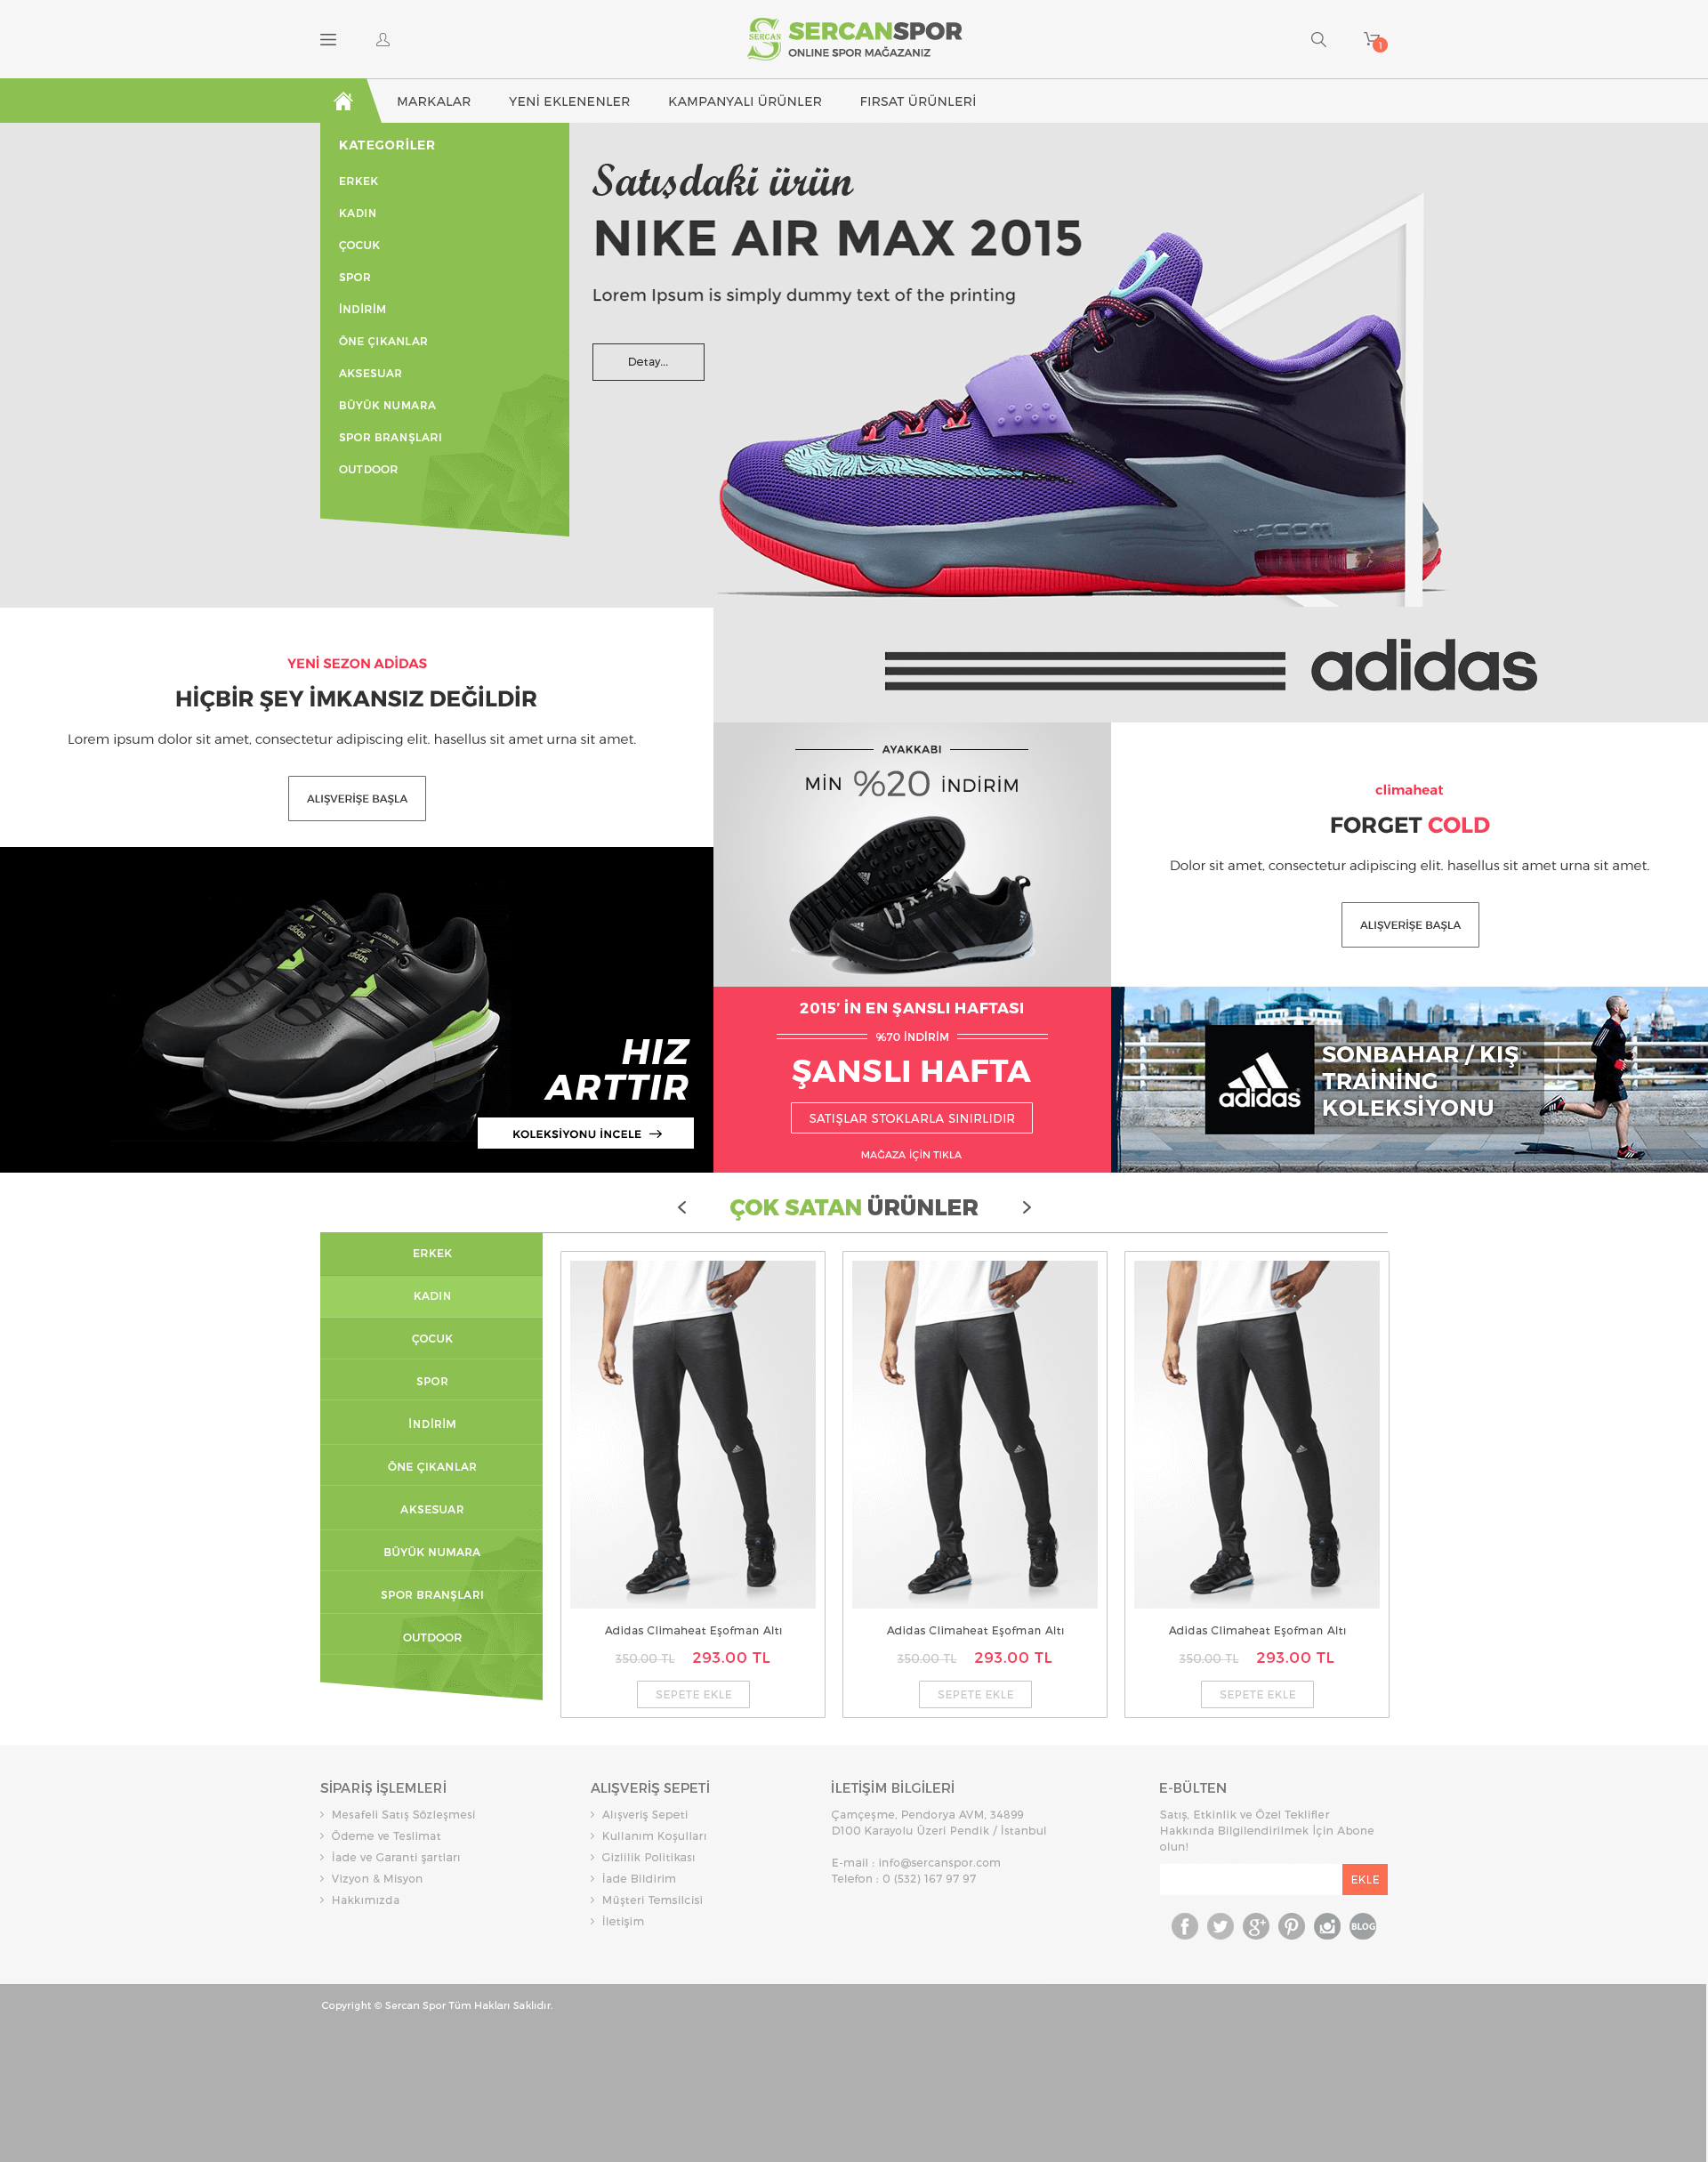 SERCAN
SERCANSPOR
ONLINE SPOR MAĞAZANIZ
1
MARKALAR
YENİ EKLENENLER
KAMPANYALI ÜRÜNLER
FIRSAT ÜRÜNLERİ
KATEGORİLER
ERKEK
KADIN
ÇOCUK
SPOR
İNDİRİM
ÖNE ÇIKANLAR
AKSESUAR
BÜYÜK NUMARA
SPOR BRANŞLARI
OUTDOOR
Satışdaki ürün
NIKE AIR MAX 2015
Lorem Ipsum is simply dummy text of the printing
Detay...
ZOOM
YENİ SEZON ADİDAS
HİÇBİR ŞEY İMKANSIZ DEĞİLDİR
Lorem ipsum dolor sit amet, consectetur adipiscing elit. hasellus sit amet urna sit amet.
ALIŞVERİŞE BAŞLA
adidas
AYAKKABI
MİN %20 İNDİRİM
climaheat
FORGET COLD
Dolor sit amet, consectetur adipiscing elit. hasellus sit amet urna sit amet.
ALIŞVERİŞE BAŞLA
adidas
adidas
HIZ
ARTTIR
KOLEKSİYONU İNCELE
2015' İN EN ŞANSLI HAFTASI
%70 İNDİRİM
ŞANSLI HAFTA
SATIŞLAR STOKLARLA SINIRLIDIR
MAĞAZA İÇİN TIKLA
adidas
SONBAHAR / KIŞ
TRAİNİNG
KOLEKSİYONU
ÇOK SATAN ÜRÜNLER
ERKEK
KADIN
ÇOCUK
SPOR
İNDİRİM
ÖNE ÇIKANLAR
AKSESUAR
BÜYÜK NUMARA
SPOR BRANŞLARI
OUTDOOR
Adidas Climaheat Eşofman Altı
350.00 TL 293.00 TL
SEPETE EKLE
Adidas Climaheat Eşofman Altı
350.00 TL 293.00 TL
SEPETE EKLE
Adidas Climaheat Eşofman Altı
350.00 TL 293.00 TL
SEPETE EKLE
SİPARİŞ İŞLEMLERİ
Mesafeli Satış Sözleşmesi
Ödeme ve Teslimat
İade ve Garanti şartları
Vizyon & Misyon
Hakkımızda
ALIŞVERİŞ SEPETİ
Alışveriş Sepeti
Kullanım Koşulları
Gizlilik Politikası
İade Bildirim
Müşteri Temsilcisi
İletişim
İLETİŞİM BİLGİLERİ
Çamçeşme, Pendorya AVM, 34899
D100 Karayolu Üzeri Pendik / İstanbul
E-mail : info@sercanspor.com
Telefon : 0 (532) 167 97 97
E-BÜLTEN
Satış, Etkinlik ve Özel Teklifler
Hakkında Bilgilendirilmek İçin Abone
olun!
EKLE
BLOG
Copyright © Sercan Spor Tüm Hakları Saklıdır.